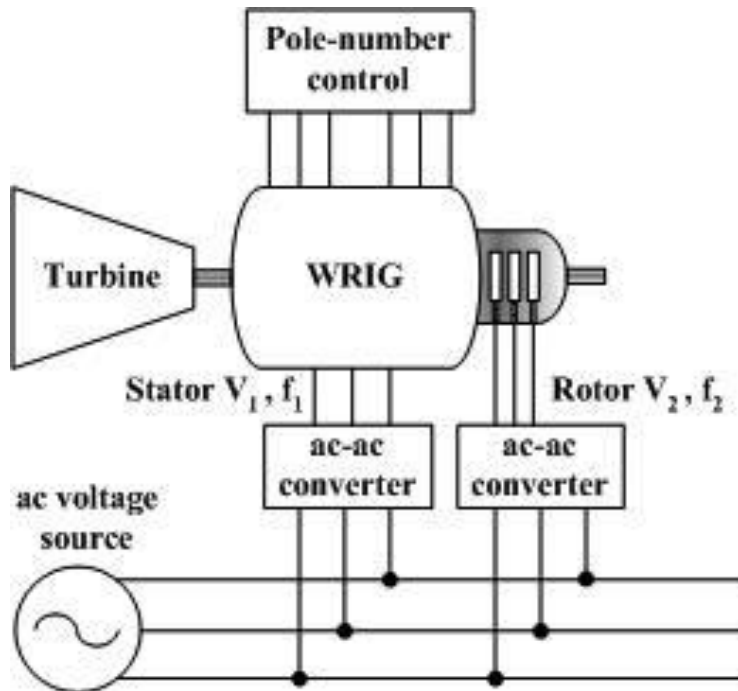 Pole-number
control
Turbine
WRIG
Stator V₁, f₁
Rotor V₂, f₂
ac-ac
converter
ac-ac
converter
ac voltage
source